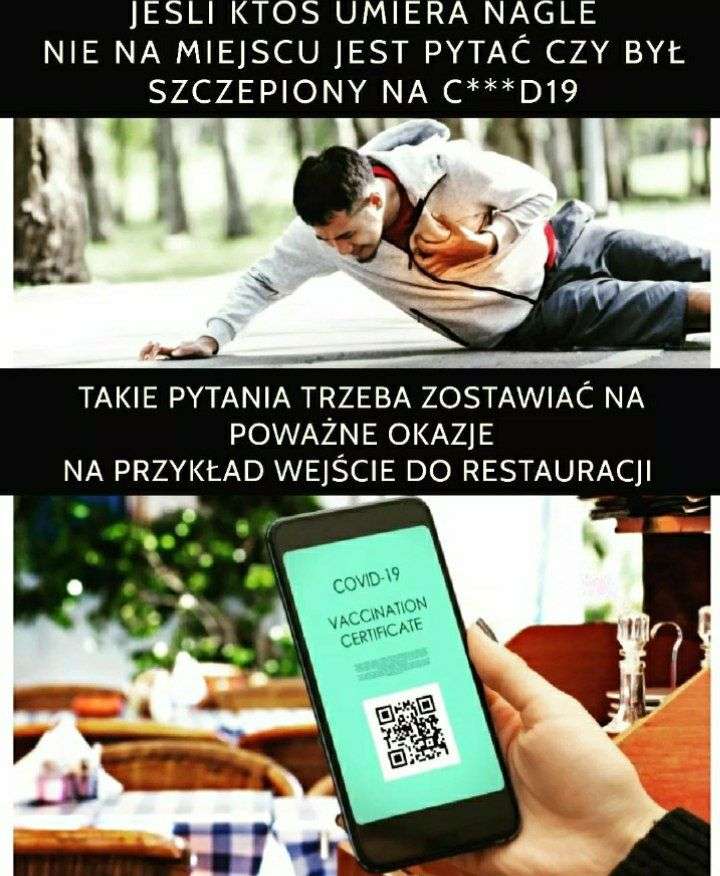 JEŚLI KTOŚ UMIERA NAGLE
NIE NA MIEJSCU JEST PYTAĆ CZY BYŁ
SZCZEPIONY NA C***D19
TAKIE PYTANIA TRZEBA ZOSTAWIAĆ NA
POWAŻNE OKAZJE
NA PRZYKŁAD WEJŚCIE DO RESTAURACJI
COVID-19
VACCINATION
CERTIFICATE